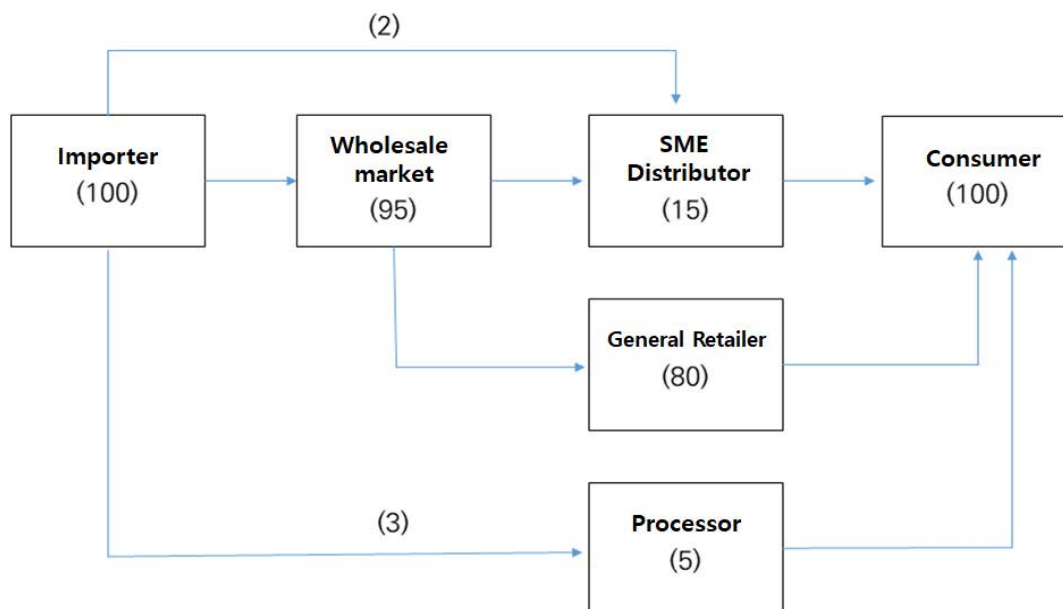 (2)
Importer
(100)
Wholesale
market
(95)
SME
Distributor
(15)
Consumer
(100)
General Retailer
(80)
(3)
Processor
(5)